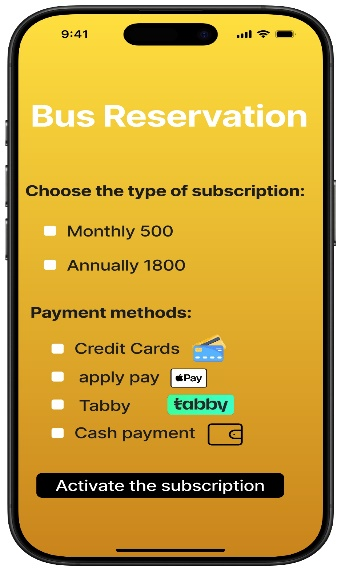 9:41
Bus Reservation
Choose the type of subscription:
Monthly 500
Annually 1800
Payment methods:
Credit Cards
apply pay Pay
Tabby tabby
Cash payment
Activate the subscription